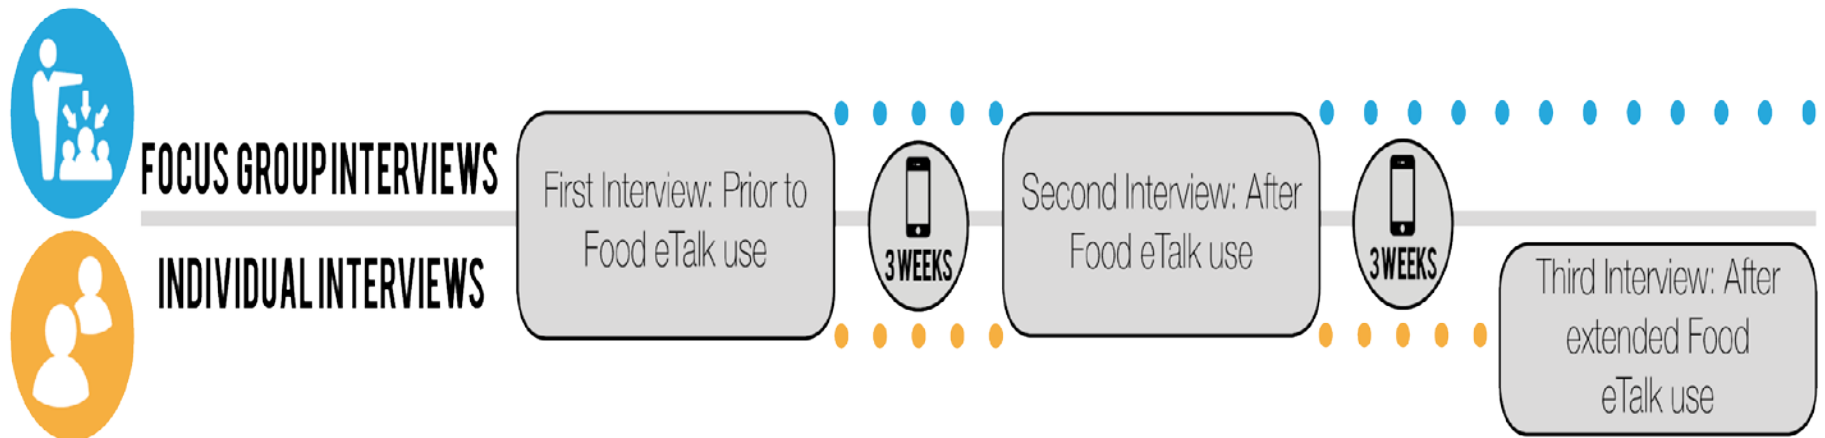 FOCUS GROUP INTERVIEWS
INDIVIDUAL INTERVIEWS
First Interview: Prior to
Food eTalk use
3 WEEKS
Second Interview: After
Food eTalk use
3 WEEKS
Third Interview: After
extended Food
eTalk use